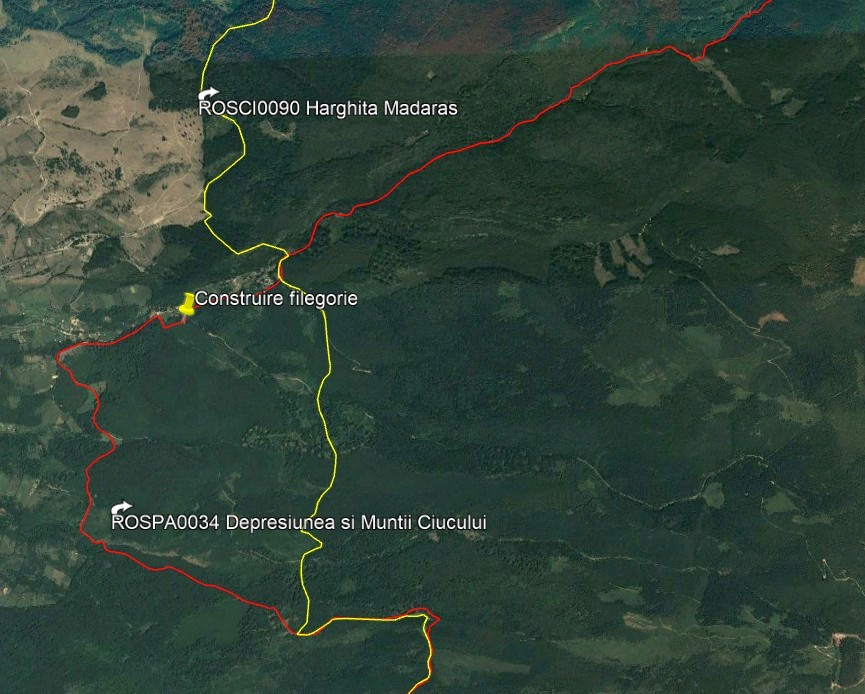 ROSCI0090 Harghita Madaras
Construire filegorie
ROSPA0034 Depresiunea si Muntii Ciucului